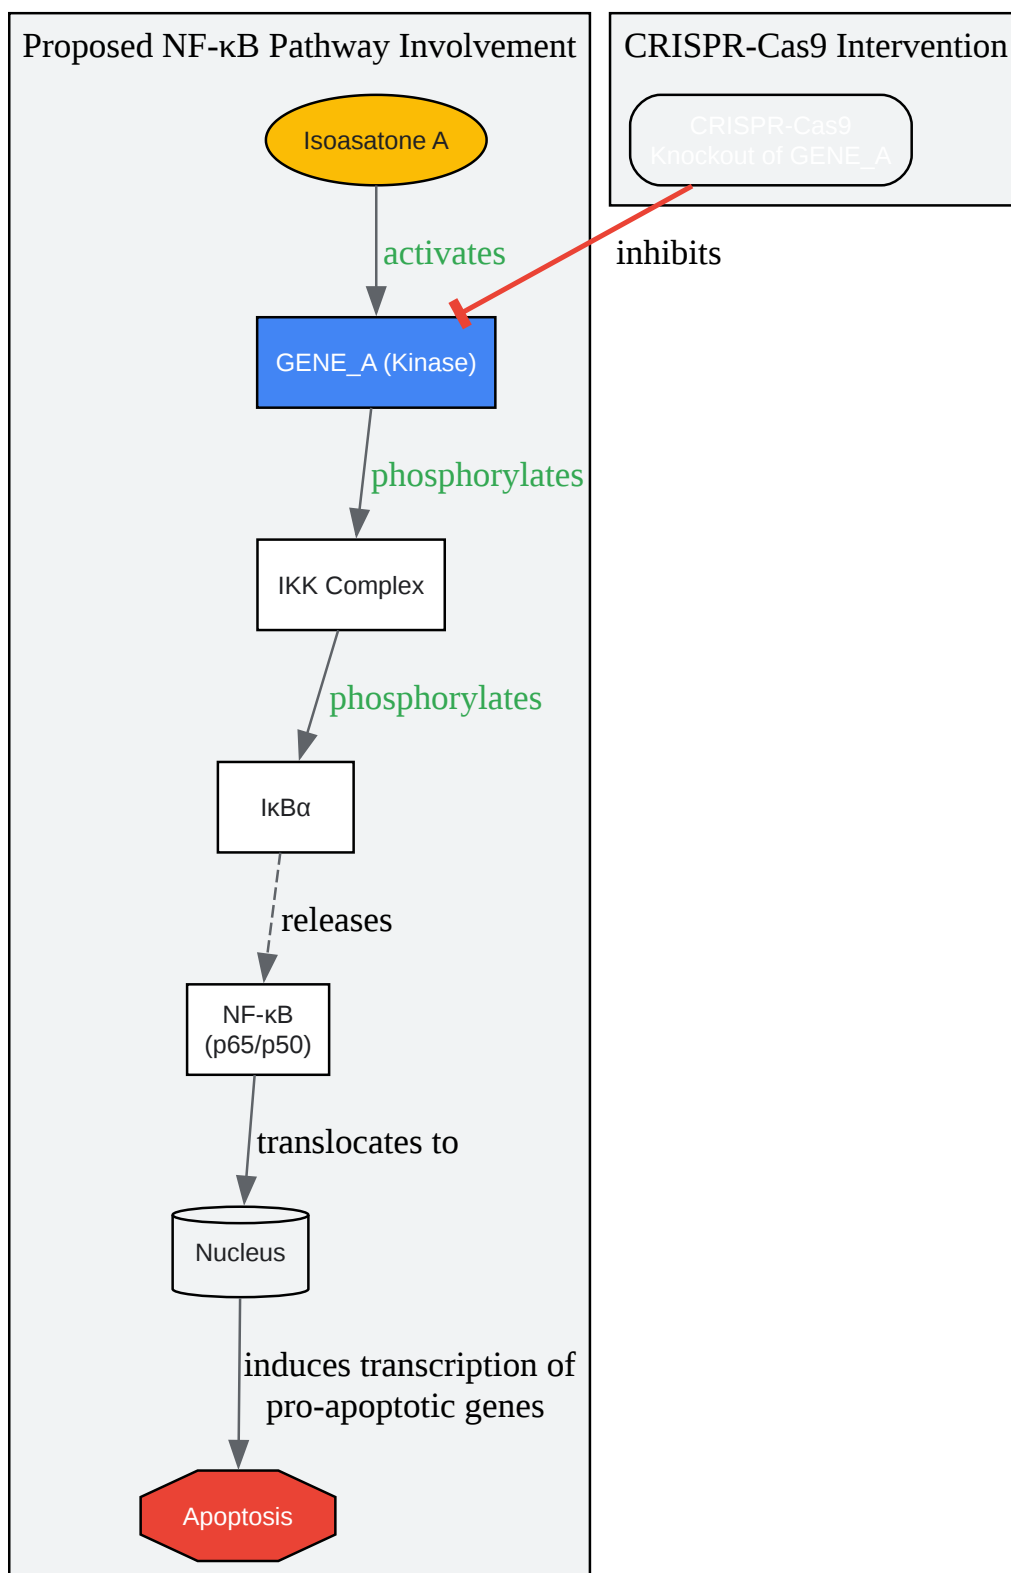 Proposed NF-κB Pathway Involvement
CRISPR-Cas9 Intervention
Isoasatone A
CRISPR-Cas9
Knockout of GENE_A
activates
inhibits
GENE_A (Kinase)
phosphorylates
IKK Complex
phosphorylates
IκBα
releases
NF-κB
(p65/p50)
translocates to
Nucleus
induces transcription of
pro-apoptotic genes
Apoptosis